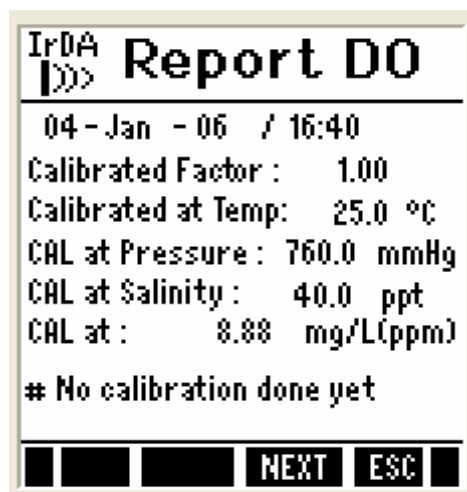 IrDA Report DO
04-Jan - 06 / 16:40
Calibrated Factor : 1.00
Calibrated at Temp: 25.0 ºC
CAL at Pressure : 760.0 mmHg
CAL at Salinity : 40.0 ppt
CAL at : 8.88 mg/L(ppm)
# No calibration done yet
NEXT ESC